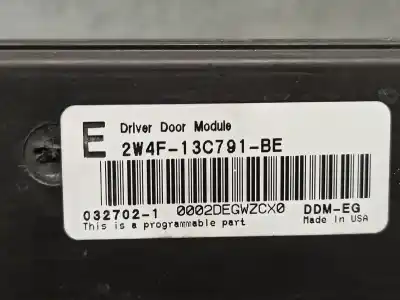 E Driver Door Module
2W4F-13C791-BE
032702-1 0002DEGWZCX0 DDM-EG
This is a programmable part Made in USA